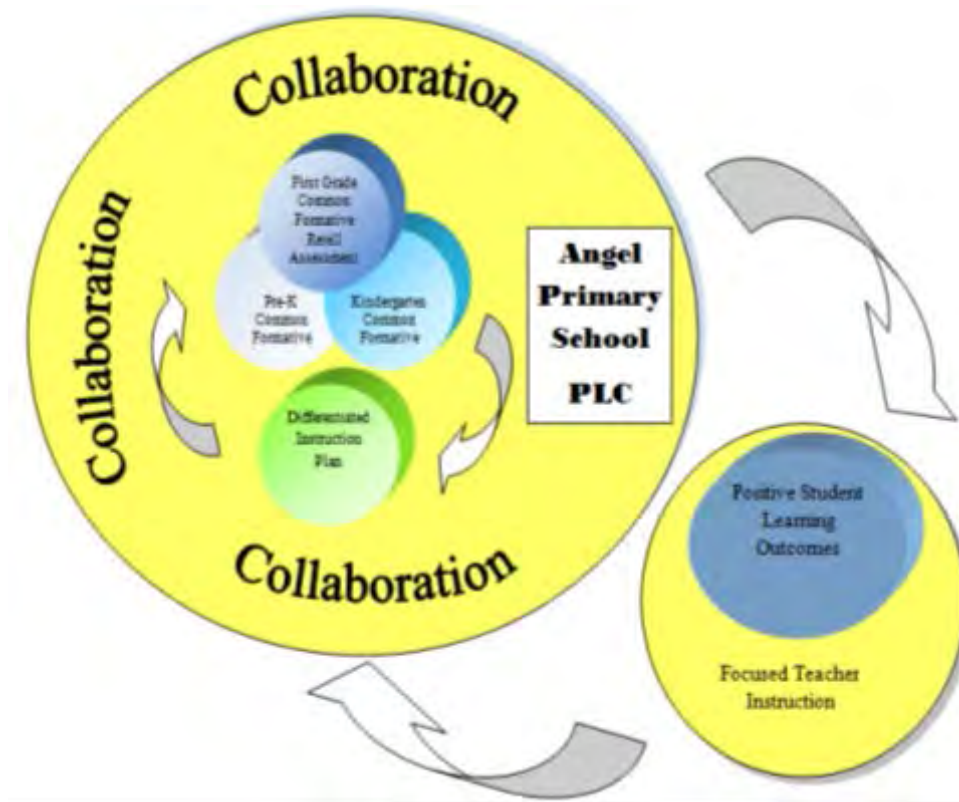 Collaboration
Collaboration
First Grade
Common
Formative
Retell
Assessment
Pre-K
Common
Formative
Kindergarten
Common
Formative
Differentiated
Instruction
Plan
Angel
Primary
School
PLC
Collaboration
Positive Student
Learning
Outcomes
Focused Teacher
Instruction